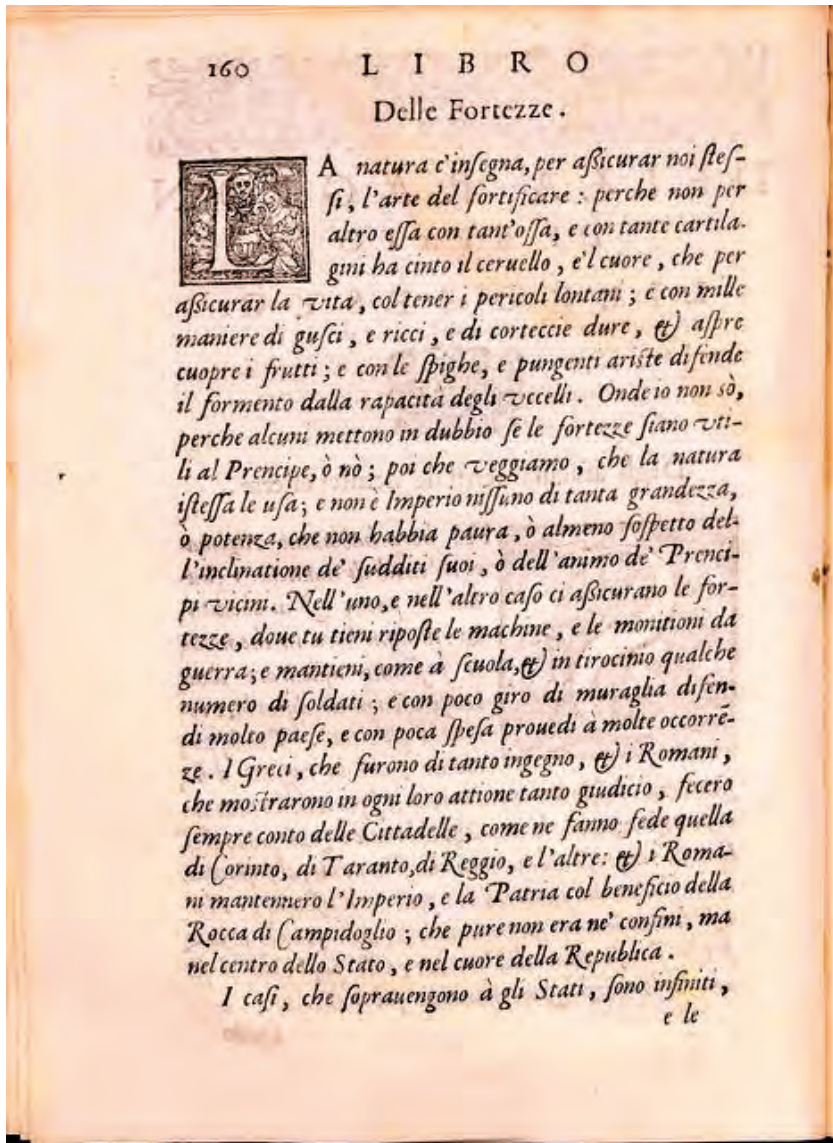 160 LIBRO
Delle Fortezze.
LA natura c'insegna, per assicurar noi stes-
si, l'arte del fortificare : perche non per
altro essa con tant'ossa, e con tante cartila-
gini ha cinto il ceruello, e'l cuore, che per
assicurar la vita, col tener i pericoli lontani ; e con mille
maniere di gusci, e ricci, e di corteccie dure, & aspre
cuopre i frutti ; e con le spighe, e pungenti ariste difende
il formento dalla rapacità degli vccelli. Onde io non sò,
perche alcuni mettono in dubbio se le fortezze siano vti-
li al Prencipe, ò nò ; poi che veggiamo, che la natura
istessa le usa; e non è Imperio nissuno di tanta grandezza,
ò potenza, che non habbia paura, ò almeno sospetto del-
l'inclinatione de' sudditi suoi, ò dell'animo de' Prenci-
pi vicini. Nell'uno, e nell'altro caso ci assicurano le for-
tezze, doue tu tieni riposte le machine, e le monitioni da
guerra; e mantieni, come à scuola, & in tirocinio qualche
numero di soldati ; e con poco giro di muraglia difen-
di molto paese, e con poca spesa prouedi à molte occorrē-
ze. I Greci, che furono di tanto ingegno, & i Romani,
che mostrarono in ogni loro attione tanto giudicio, fecero
sempre conto delle Cittadelle, come ne fanno fede quella
di Corinto, di Taranto, di Reggio, e l'altre: & i Roma-
ni mantennero l'Imperio, e la Patria col beneficio della
Rocca di Campidoglio ; che pure non era ne' confini, ma
nel centro dello Stato, e nel cuore della Republica.
I casi, che soprauengono à gli Stati, sono infiniti,
e le